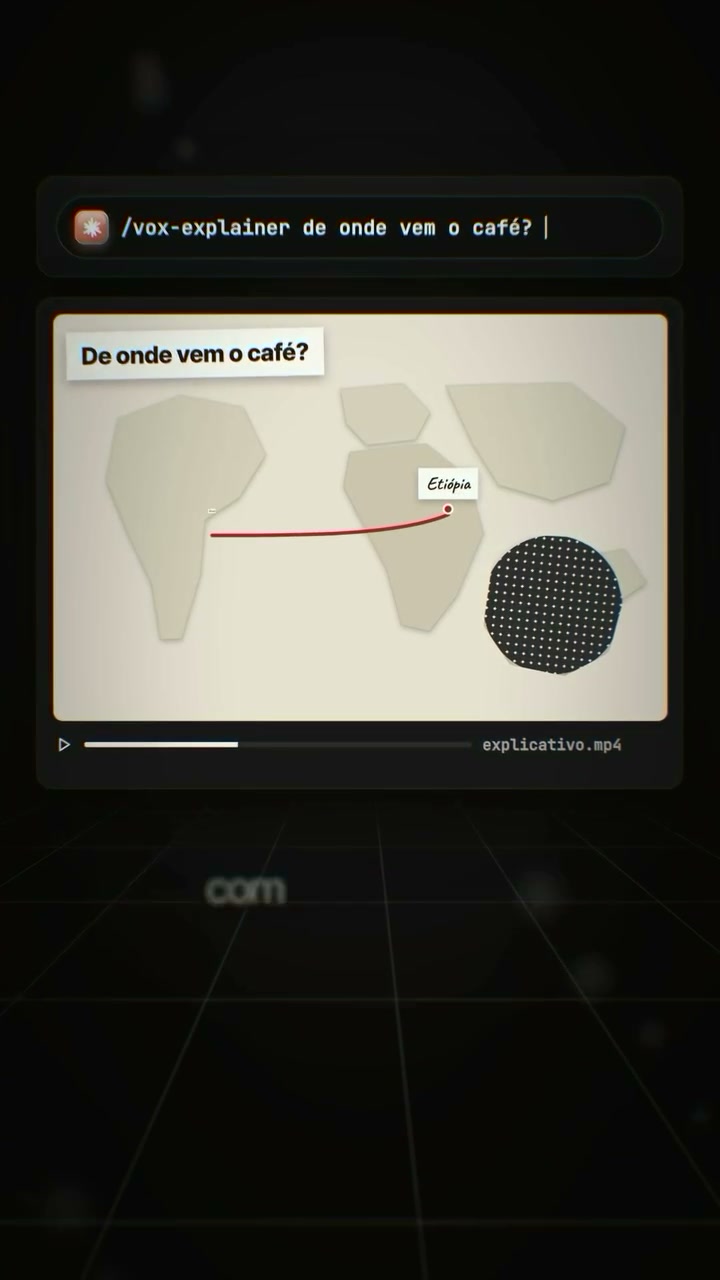 /vox-explainer de onde vem o café?
De onde vem o café?
Etiópia
explicativo.mp4
com